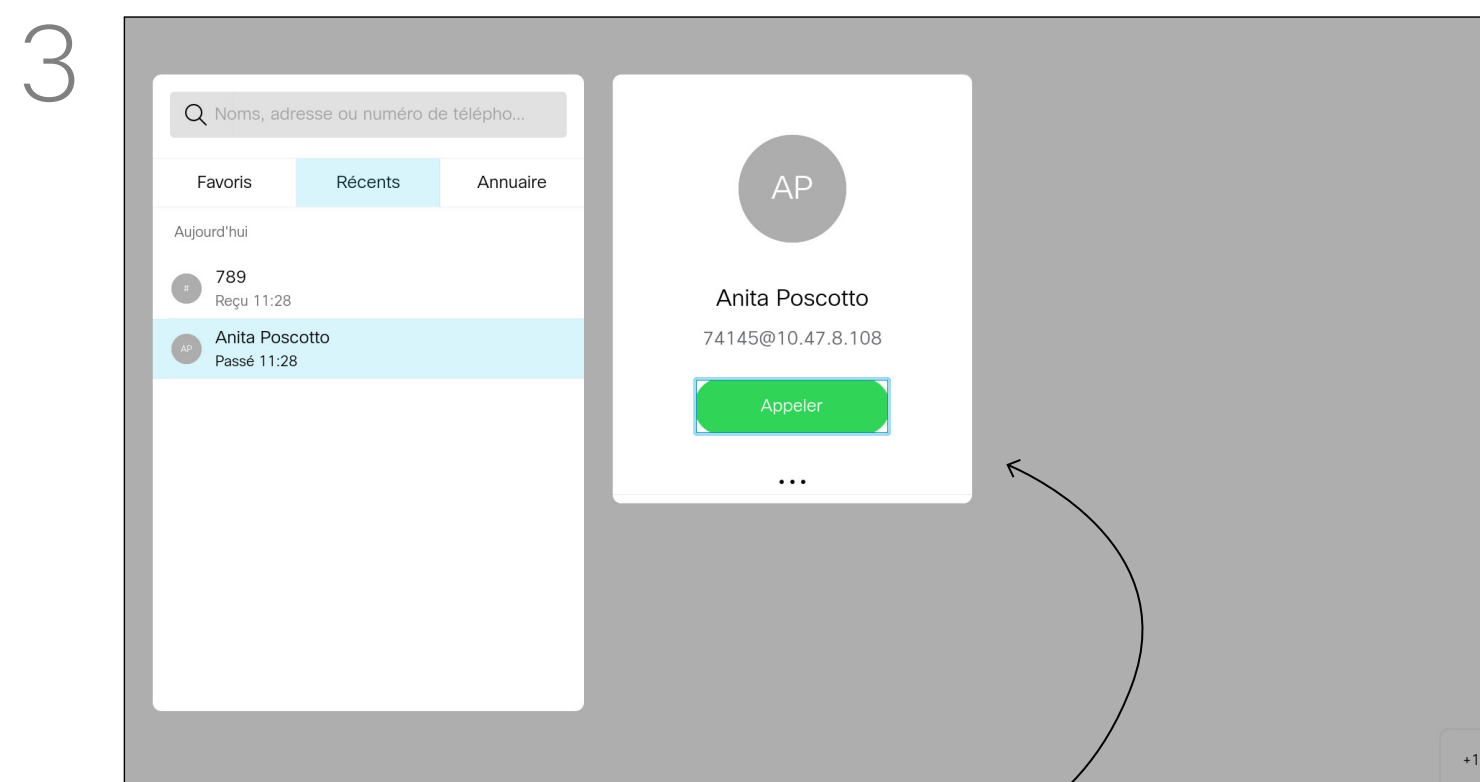 3
Noms, adresse ou numéro de télépho...
Favoris Récents Annuaire
Aujourd'hui
#
789
Reçu 11:28
AP
Anita Poscotto
Passé 11:28
AP
Anita Poscotto
74145@10.47.8.108
Appeler
...
+1